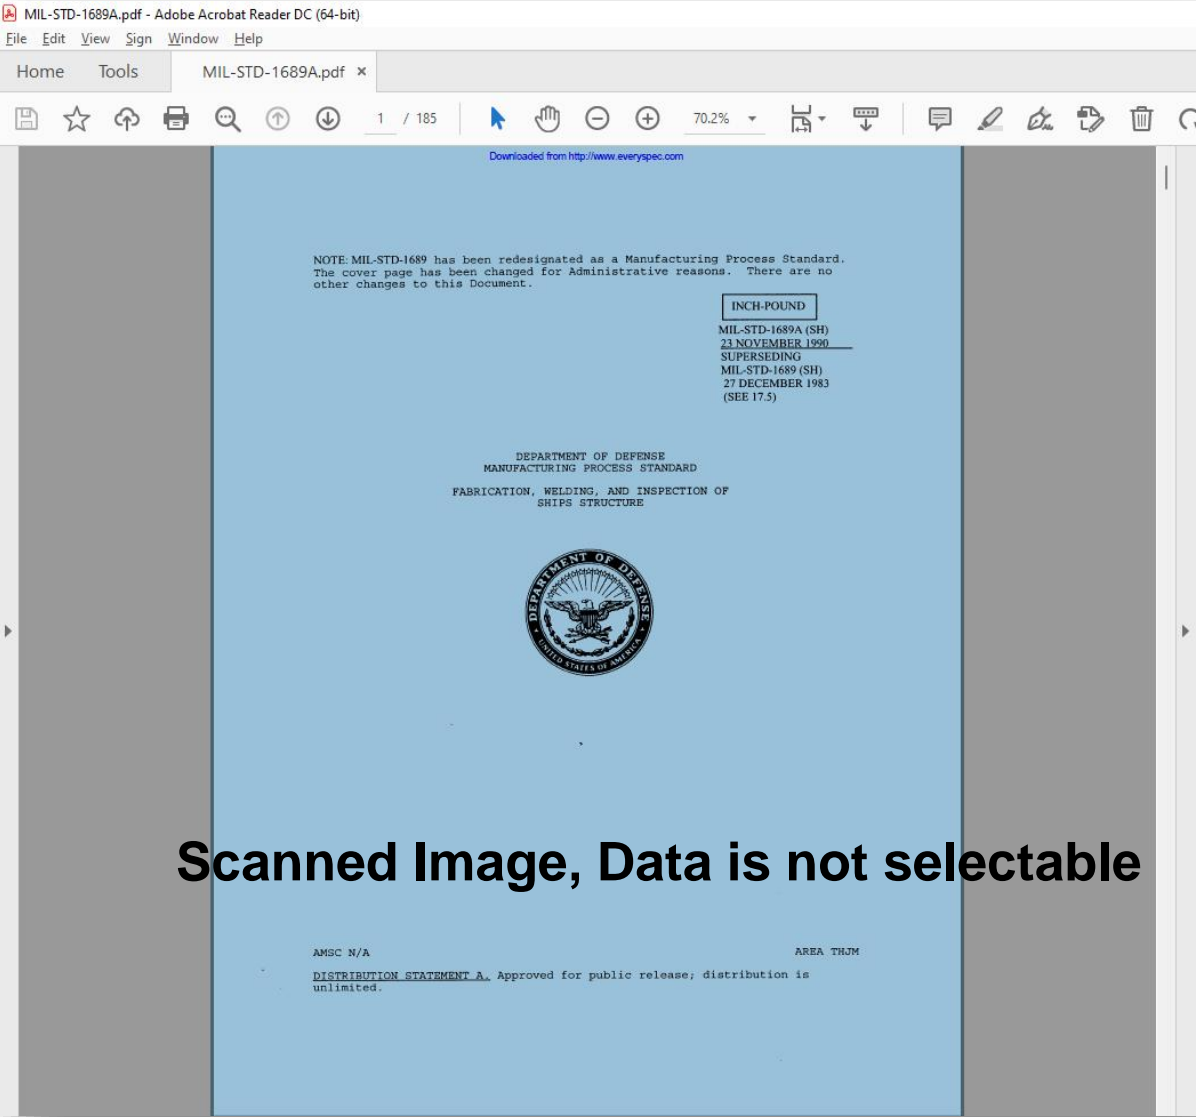 MIL-STD-1689A.pdf - Adobe Acrobat Reader DC (64-bit)
File Edit View Sign Window Help
Home Tools MIL-STD-1689A.pdf ×
1 / 185 70.2%
Downloaded from http://www.everyspec.com
NOTE: MIL-STD-1689 has been redesignated as a Manufacturing Process Standard.
The cover page has been changed for Administrative reasons. There are no
other changes to this Document.
INCH-POUND
MIL-STD-1689A (SH)
23 NOVEMBER 1990
SUPERSEDING
MIL-STD-1689 (SH)
27 DECEMBER 1983
(SEE 17.5)
DEPARTMENT OF DEFENSE
MANUFACTURING PROCESS STANDARD
FABRICATION, WELDING, AND INSPECTION OF
SHIPS STRUCTURE
DEPARTMENT OF DEFENSE
UNITED STATES OF AMERICA
Scanned Image, Data is not selectable
AMSC N/A AREA THJM
DISTRIBUTION STATEMENT A. Approved for public release; distribution is
unlimited.